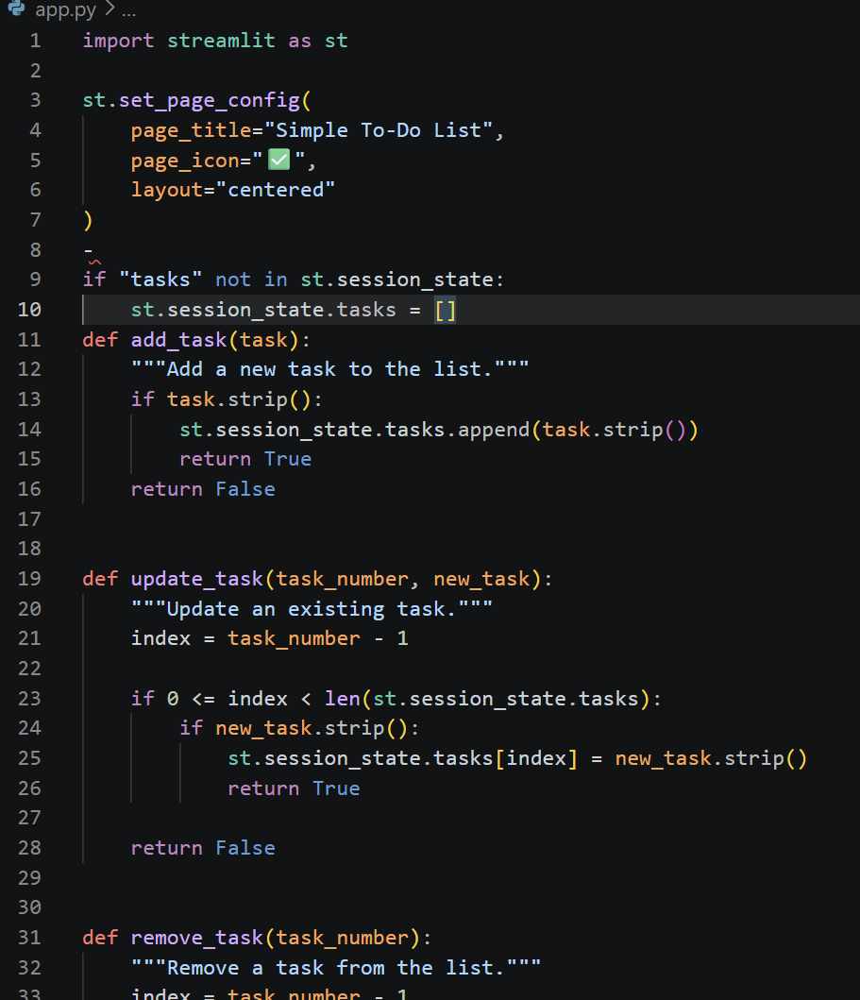 app.py > ...
1 import streamlit as st
2
3 st.set_page_config(
4     page_title="Simple To-Do List",
5     page_icon="✅",
6     layout="centered"
7 )
8 -
9 if "tasks" not in st.session_state:
10     st.session_state.tasks = []
11 def add_task(task):
12     """Add a new task to the list."""
13     if task.strip():
14         st.session_state.tasks.append(task.strip())
15         return True
16     return False
17
18
19 def update_task(task_number, new_task):
20     """Update an existing task."""
21     index = task_number - 1
22
23     if 0 <= index < len(st.session_state.tasks):
24         if new_task.strip():
25             st.session_state.tasks[index] = new_task.strip()
26             return True
27
28     return False
29
30
31 def remove_task(task_number):
32     """Remove a task from the list."""
33     index = task_number - 1